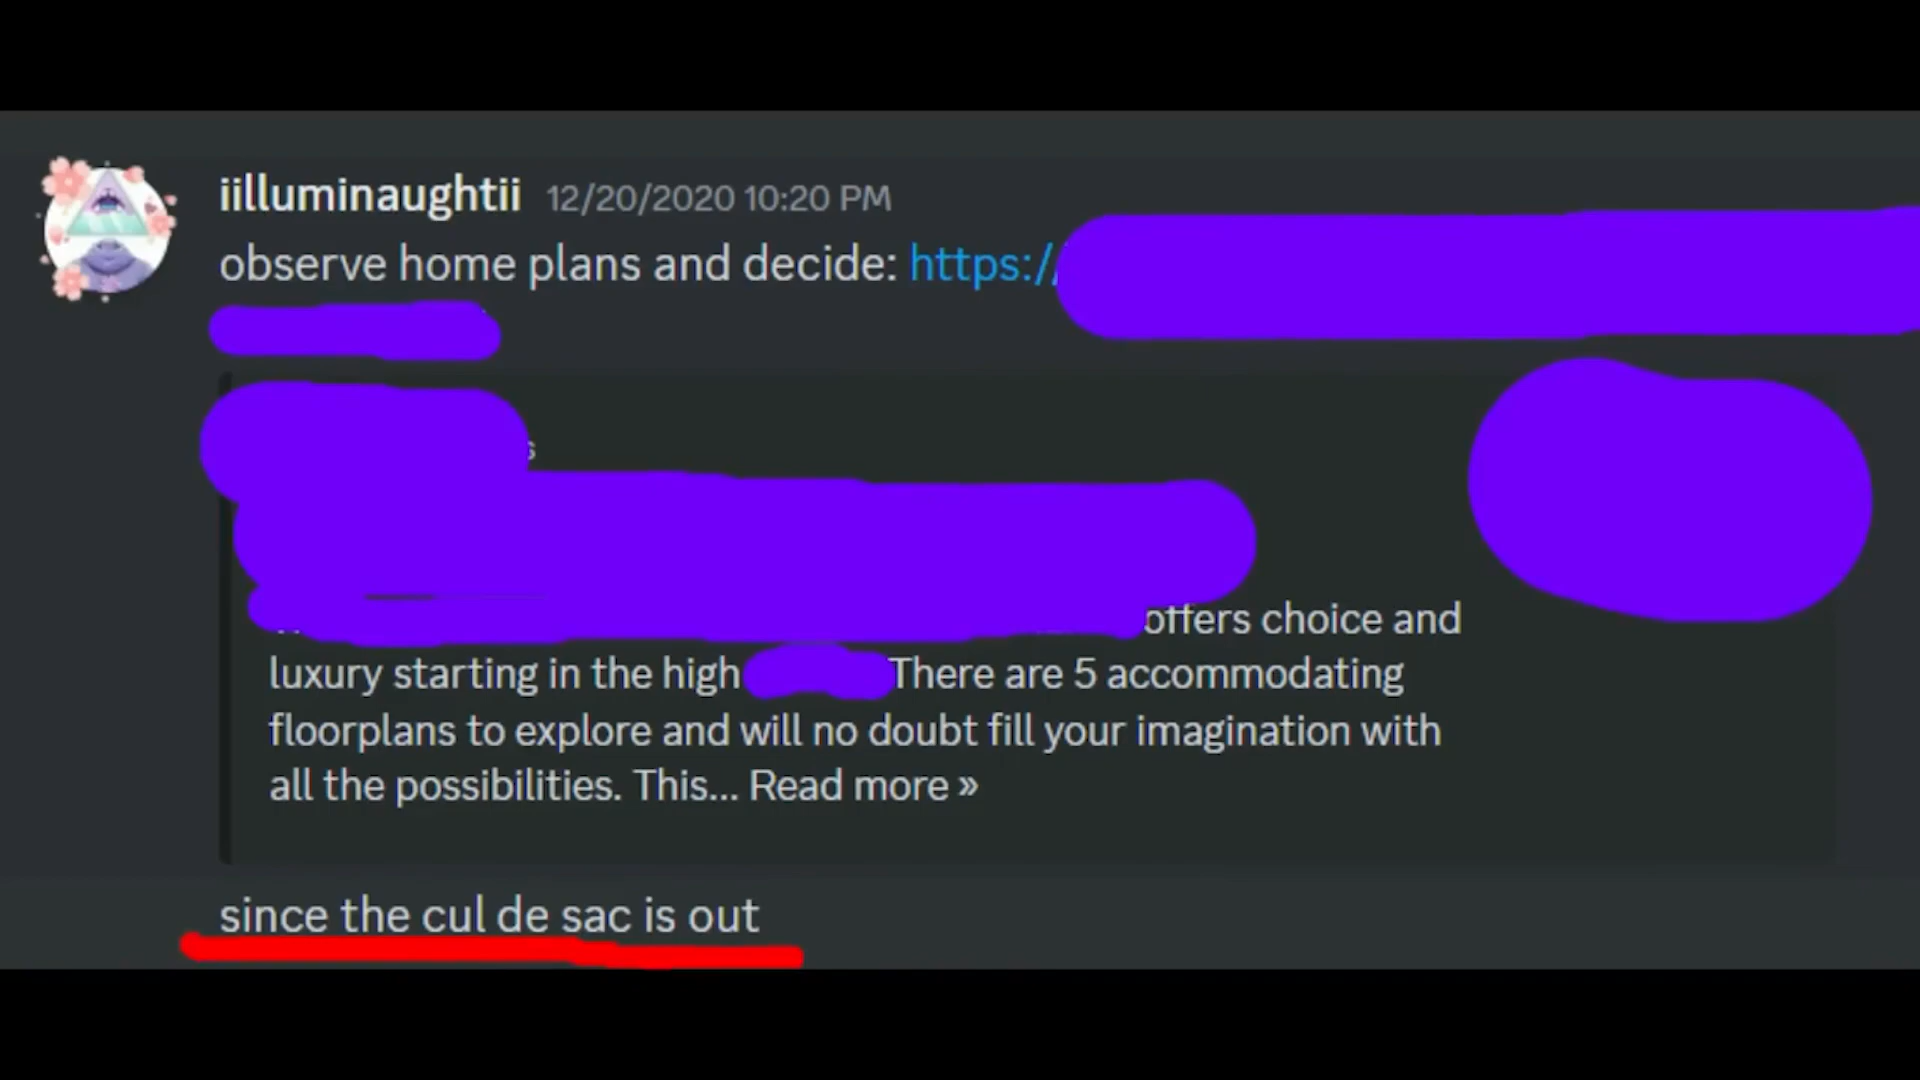 iilluminaughtii 12/20/2020 10:20 PM
observe home plans and decide: https://
offers choice and
luxury starting in the high There are 5 accommodating
floorplans to explore and will no doubt fill your imagination with
all the possibilities. This... Read more »
since the cul de sac is out